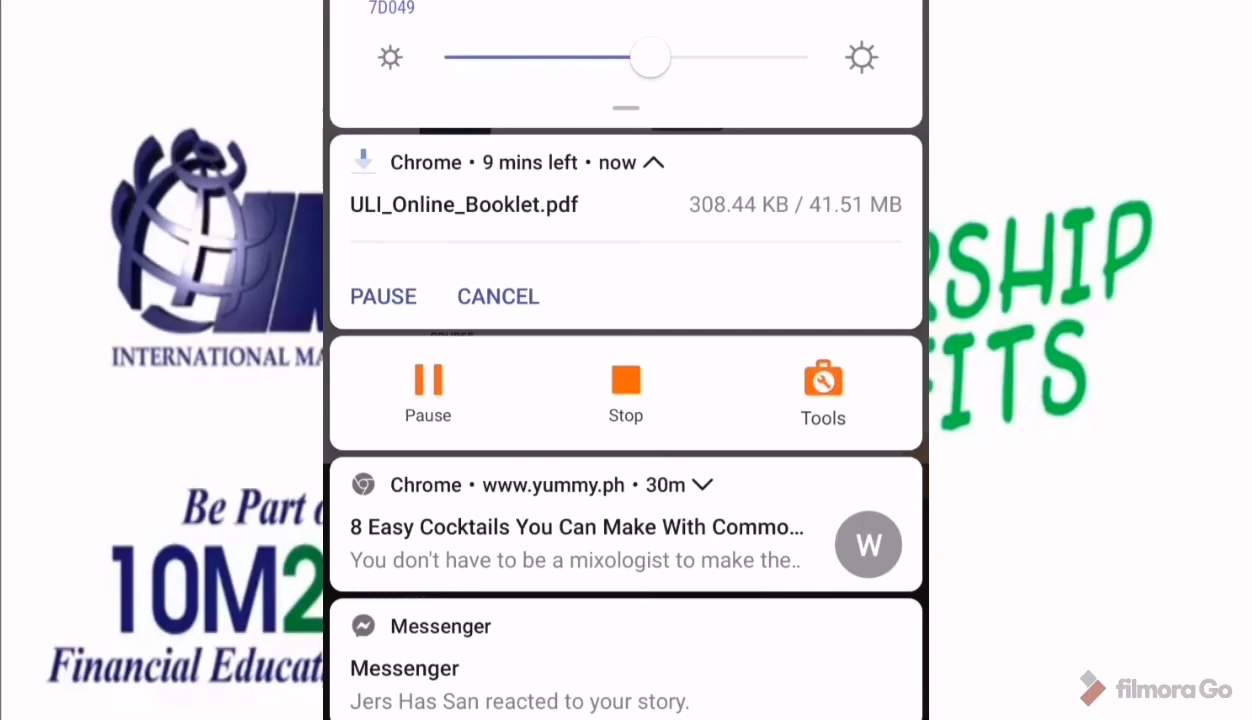 7D049
Chrome • 9 mins left • now
ULI_Online_Booklet.pdf 308.44 KB / 41.51 MB
PAUSE CANCEL
Pause Stop Tools
Chrome • www.yummy.ph • 30m
8 Easy Cocktails You Can Make With Commo...
You don't have to be a mixologist to make the..
W
Messenger
Messenger
Jers Has San reacted to your story.
INTERNATIONAL MA
Be Part o
10M2
Financial Educat
RSHIP
FITS
filmora Go